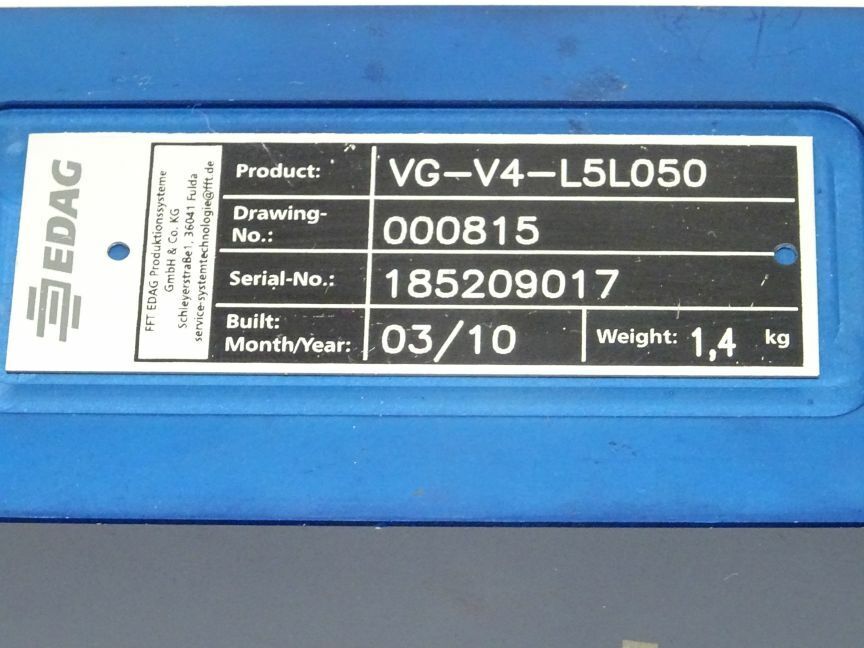 EDAG
FFT EDAG Produktionssysteme
GmbH & Co. KG
Schleyerstraße1, 36041 Fulda
service-systemtechnologie@fft.de
Product: VG-V4-L5L050
Drawing-
No.: 000815
Serial-No.: 185209017
Built:
Month/Year: 03/10 Weight: 1,4 kg